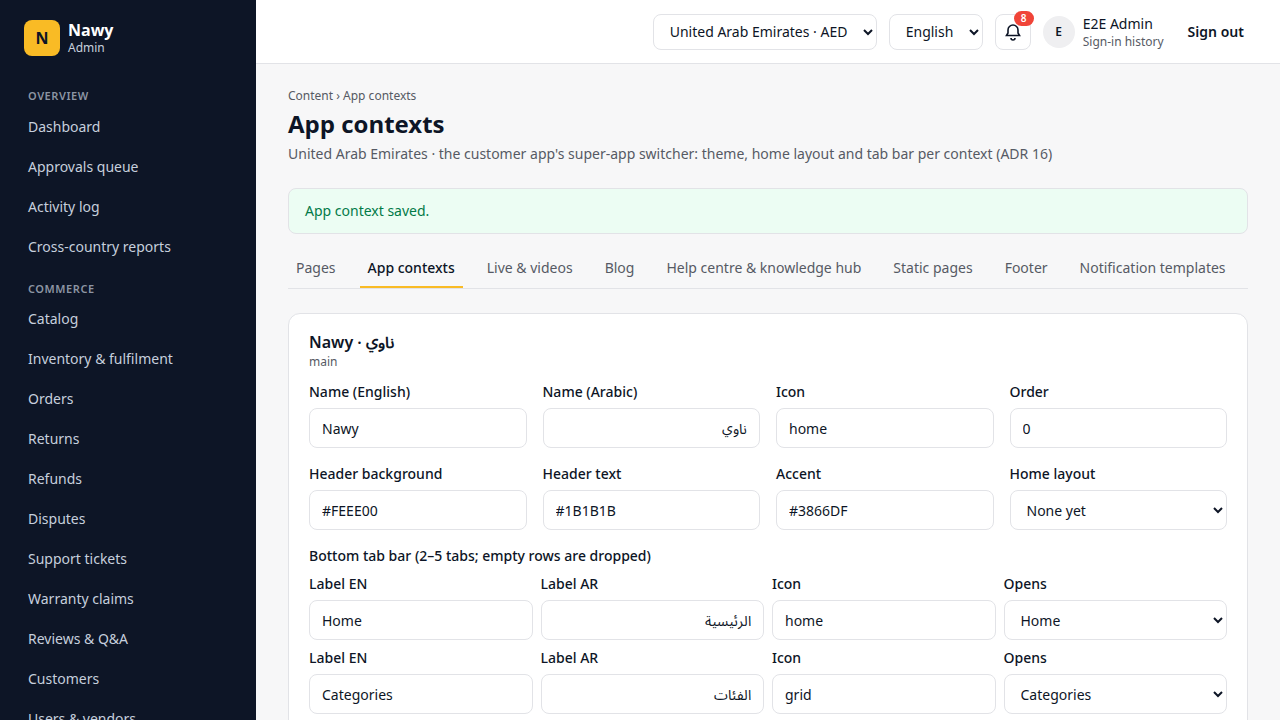 N
Nawy
Admin
OVERVIEW
Dashboard
Approvals queue
Activity log
Cross-country reports
COMMERCE
Catalog
Inventory & fulfilment
Orders
Returns
Refunds
Disputes
Support tickets
Warranty claims
Reviews & Q&A
Customers
Users & vendors
United Arab Emirates · AED
English
8
E
E2E Admin
Sign-in history
Sign out
Content › App contexts
App contexts
United Arab Emirates · the customer app's super-app switcher: theme, home layout and tab bar per context (ADR 16)
App context saved.
Pages App contexts Live & videos Blog Help centre & knowledge hub Static pages Footer Notification templates
Nawy · ناوي
main
Name (English) Name (Arabic) Icon Order
Nawy ناوي home 0
Header background Header text Accent Home layout
#FEEE00 #1B1B1B #3866DF None yet
Bottom tab bar (2–5 tabs; empty rows are dropped)
Label EN Label AR Icon Opens
Home الرئيسية home Home
Label EN Label AR Icon Opens
Categories الفئات grid Categories